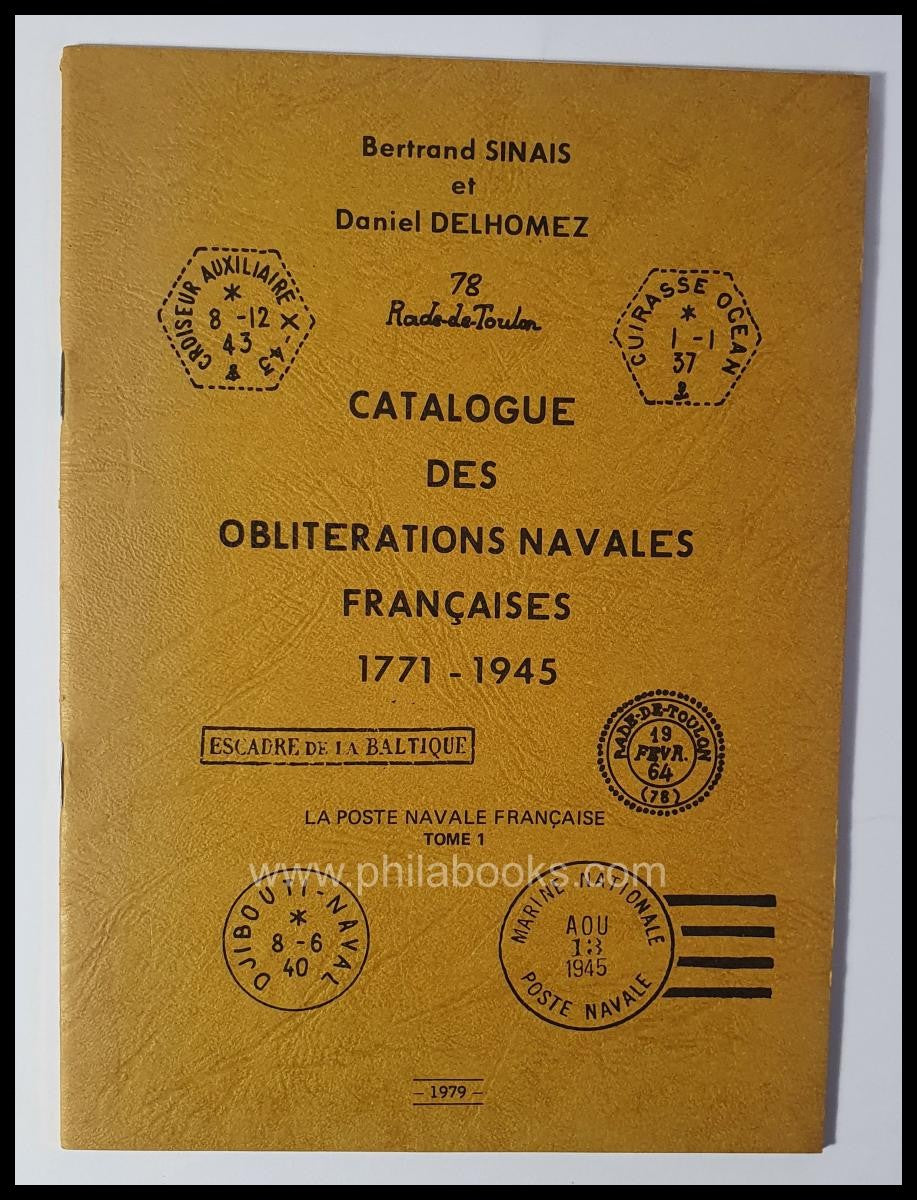 Bertrand SINAIS
et
Daniel DELHOMEZ
78
Rade-de-Toulon
CROISEUR AUXILIAIRE X-43
*
8 -12
43
CUIRASSE OCEAN
*
1 -1
37
CATALOGUE
DES
OBLITERATIONS NAVALES
FRANÇAISES
1771 - 1945
ESCADRE DE LA BALTIQUE
RADE-DE-TOULON
19
FEVR.
64
(78)
LA POSTE NAVALE FRANÇAISE
TOME 1
www.philabooks.com
DJIBOUTI-NAVAL
*
8 -6
40
MARINE NATIONALE
AOU
13
1945
POSTE NAVALE
- 1979 -